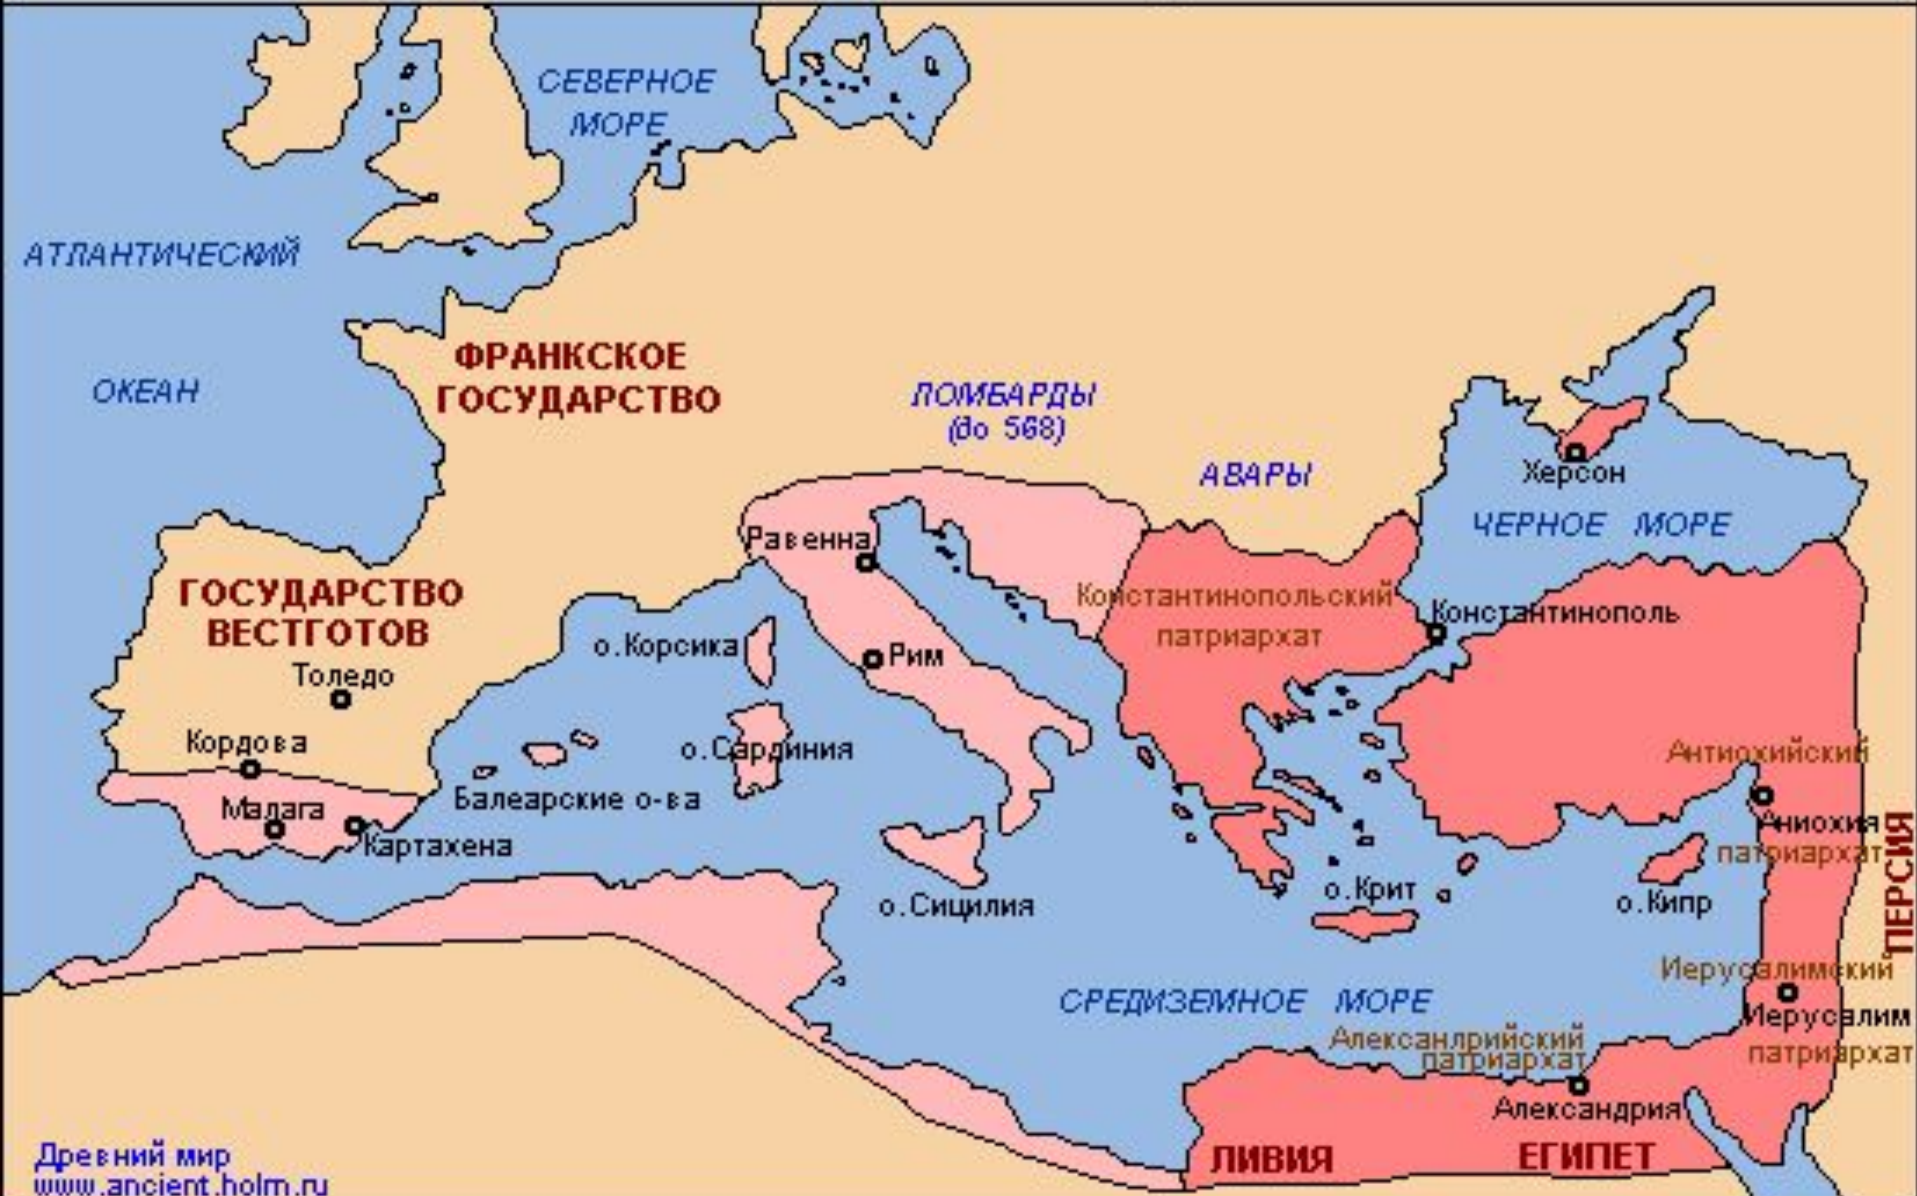 СЕВЕРНОЕ
МОРЕ
АТЛАНТИЧЕСКИЙ
ОКЕАН
ФРАНКСКОЕ
ГОСУДАРСТВО
ЛОМБАРДЫ
(до 568)
АВАРЫ
Херсон
ЧЕРНОЕ МОРЕ
Равенна
ГОСУДАРСТВО
ВЕСТГОТОВ
Толедо
Константинопольский
патриархат
Константинополь
о.Корсика
Рим
Кордова
о.Сардиния
Антиохийский
Малага
Балеарские о-ва
Картахена
Аниохия
патриархат
ПЕРСИЯ
о.Сицилия
о.Крит
о.Кипр
Иерусалимский
СРЕДИЗЕМНОЕ МОРЕ
Иерусалим
патриархат
Алексанлрийский
патриархат
Александрия
ЛИВИЯ
ЕГИПЕТ
Древний мир
www.ancient.holm.ru